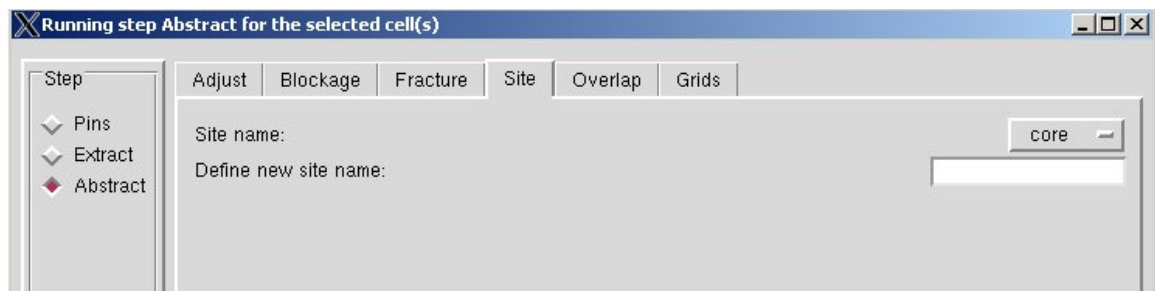 Running step Abstract for the selected cell(s)
Step
Adjust Blockage Fracture Site Overlap Grids
Pins
Extract
Abstract
Site name: core
Define new site name: